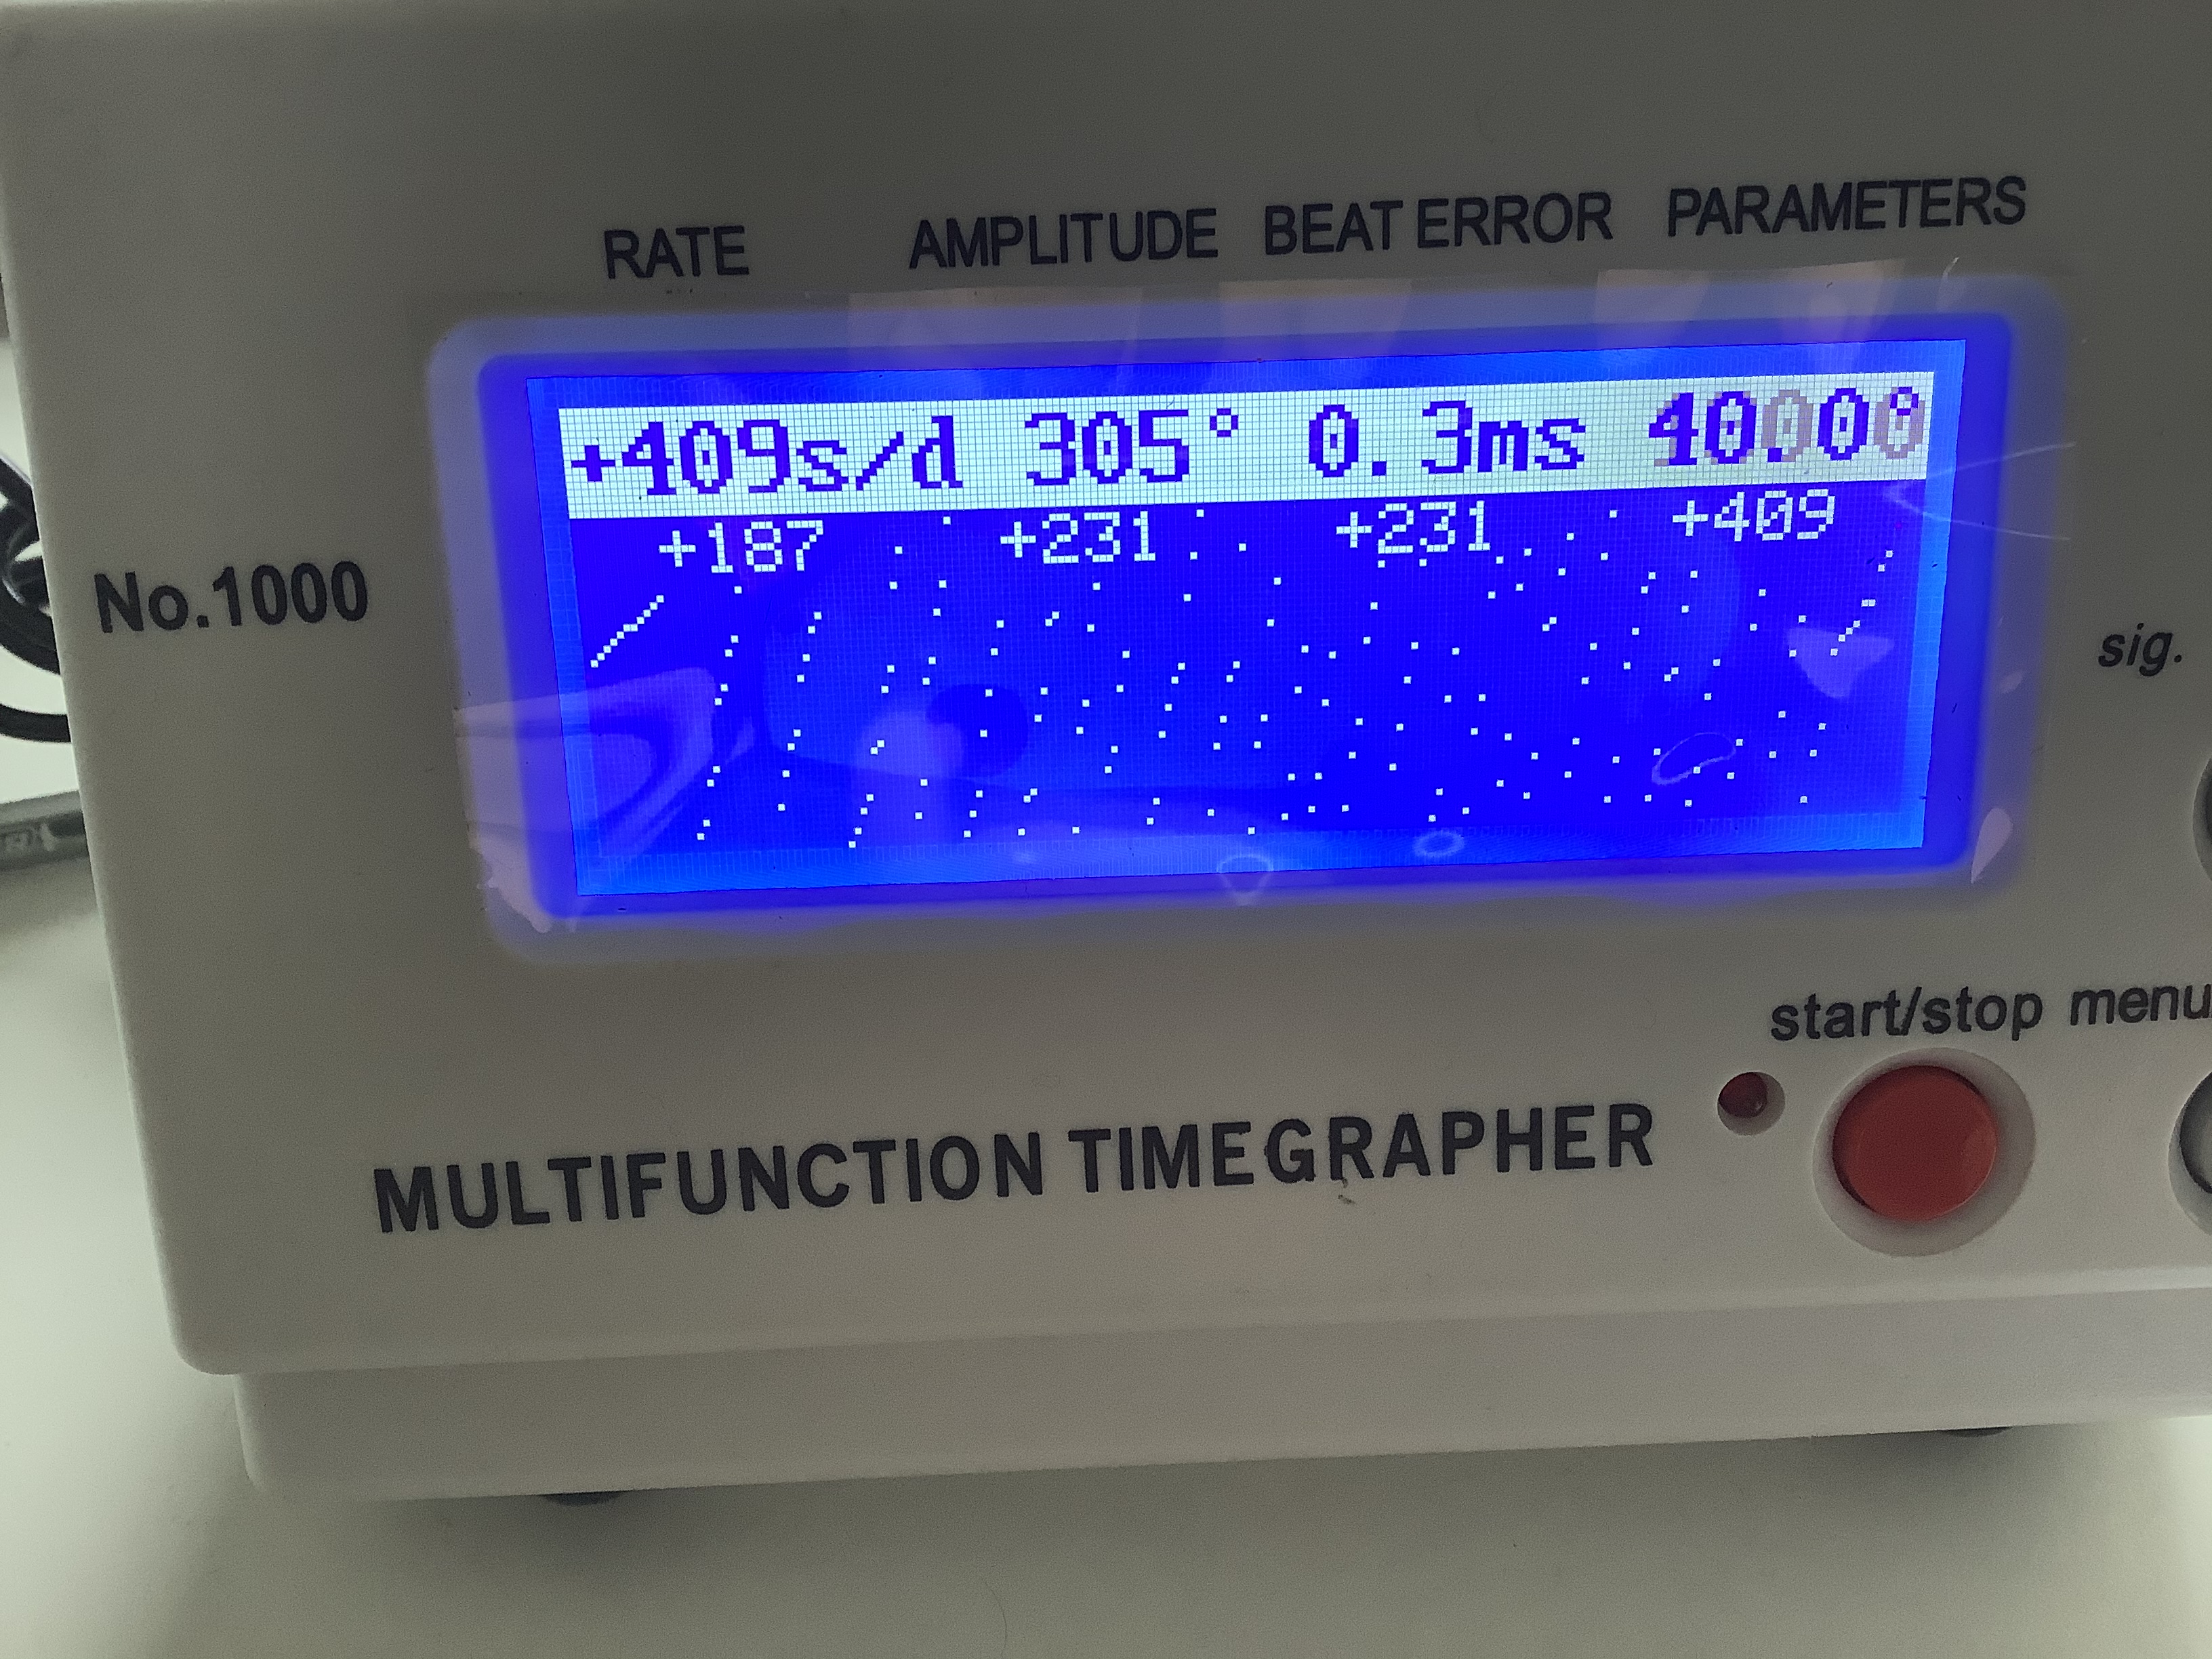 RATE AMPLITUDE BEAT ERROR PARAMETERS
+409s/d 305° 0.3ms
+187 +231 +231 +409
No.1000
sig.
start/stop menu
MULTIFUNCTION TIMEGRAPHER